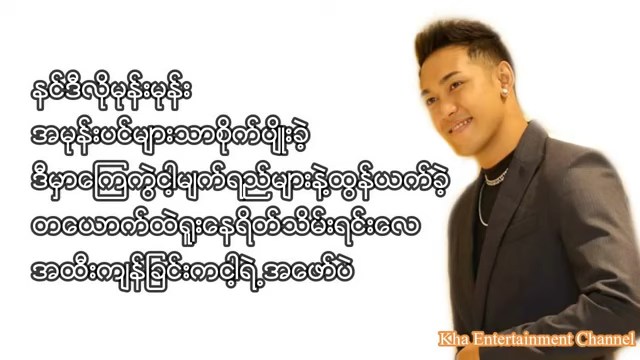 နင်ဒီလိုမုန်းမုန်း
အမုန်းပင်များသာစိုက်ပျိုးခဲ့
ဒီမှာကြေကွဲငါ့မျက်ရည်များနဲ့ထွန်ယက်ခဲ့
တယောက်ထဲရူးနေရိတ်သိမ်းရင်းလေ
အထီးကျန်ခြင်းကငါ့ရဲ့အဖော်ပဲ
Kha Entertainment Channel